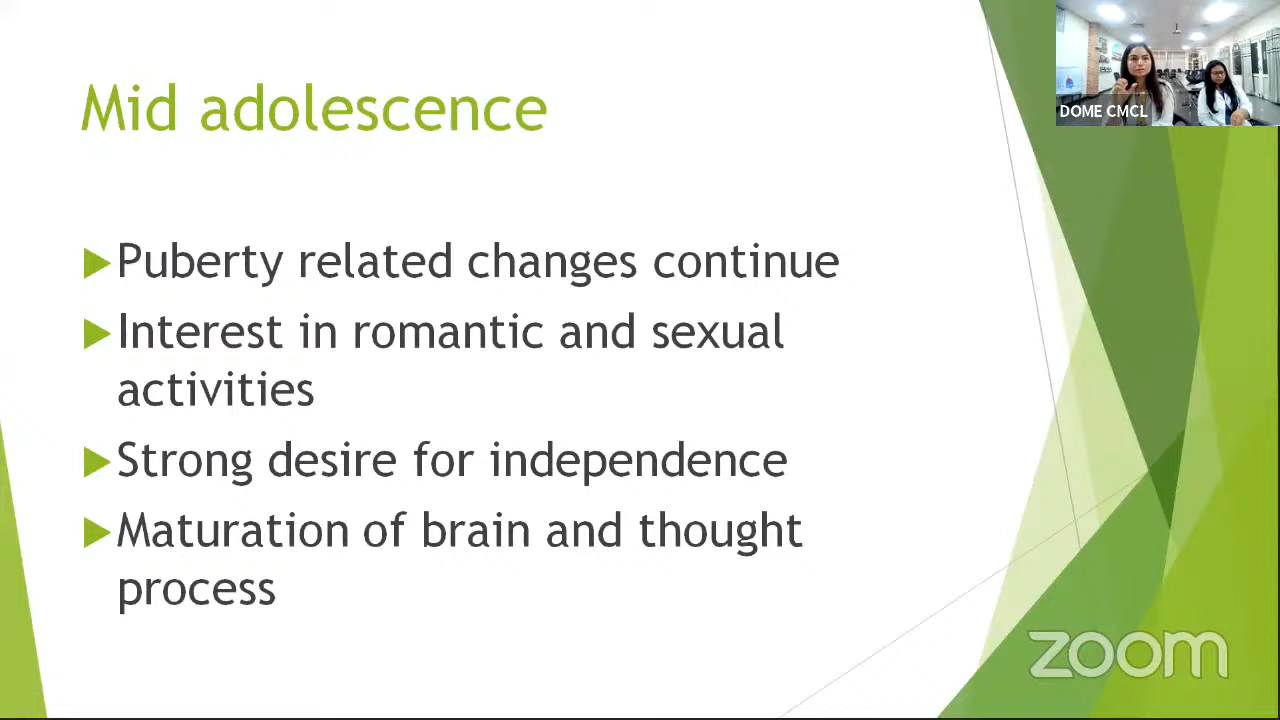 Mid adolescence
DOME CMCL
Puberty related changes continue
Interest in romantic and sexual
activities
Strong desire for independence
Maturation of brain and thought
process
zoom